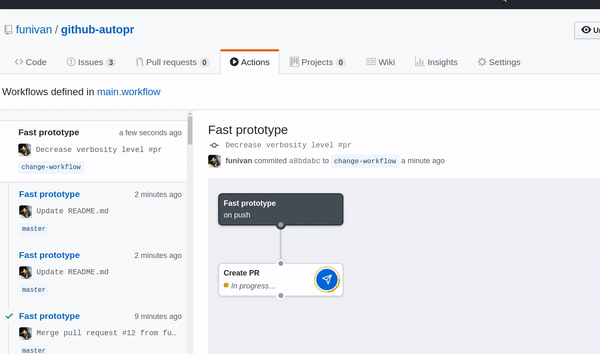 funivan / github-autopr
Code
Issues 3
Pull requests 0
Actions
Projects 0
Wiki
Insights
Settings
Workflows defined in main.workflow
Fast prototype a few seconds ago
Decrease verbosity level #pr
change-workflow
Fast prototype 2 minutes ago
Update README.md
master
Fast prototype 2 minutes ago
Update README.md
master
Fast prototype 9 minutes ago
Merge pull request #12 from fu…
master
Fast prototype
Decrease verbosity level #pr
funivan commited a8bdabc to change-workflow a minute ago
Fast prototype
on push
Create PR
In progress…